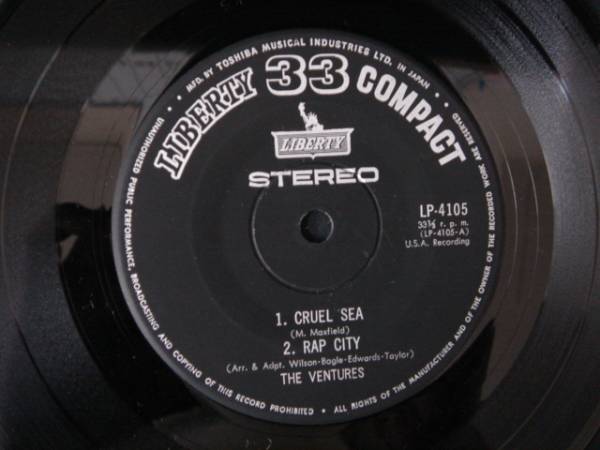 MFD. BY TOSHIBA MUSICAL INDUSTRIES LTD. IN JAPAN
LIBERTY 33 COMPACT
LIBERTY
STEREO
LP-4105
33⅓ r. p. m.
(LP-4105-A)
U.S.A. Recording
1. CRUEL SEA
(M. Maxfield)
2. RAP CITY
(Arr. & Adpt. Wilson-Bogle-Edwards-Taylor)
THE VENTURES
UNAUTHORIZED PUBLIC PERFORMANCE, BROADCASTING AND COPYING OF THIS RECORD PROHIBITED • ALL RIGHTS OF THE MANUFACTURER AND OF THE OWNER OF THE RECORDED WORK ARE RESERVED